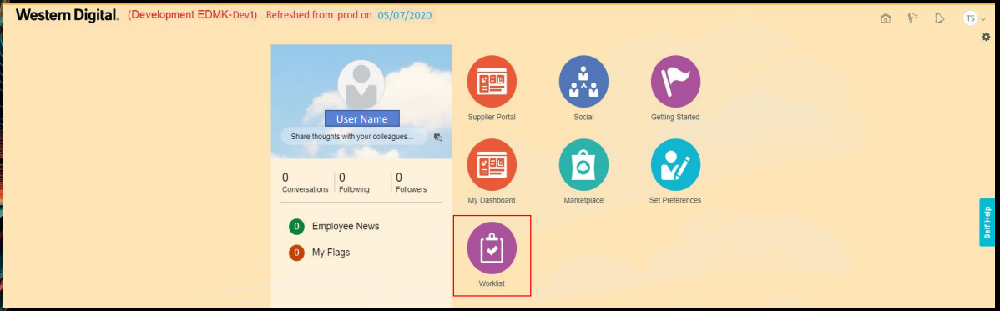 Western Digital. (Development EDMK-Dev1) Refreshed from prod on 05/07/2020
TS
User Name
Share thoughts with your colleagues...
0 0 0
Conversations Following Followers
0 Employee News
0 My Flags
Supplier Portal Social Getting Started
My Dashboard Marketplace Set Preferences
Worklist
Self Help